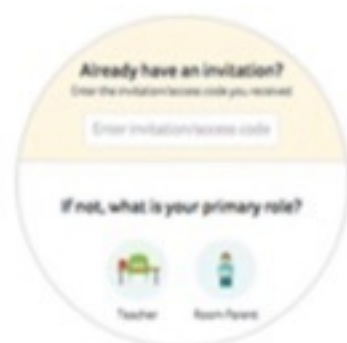 Already have an invitation?
Enter the invitation/access code you received
Enter invitation/access code
If not, what is your primary role?
Teacher Room Parent